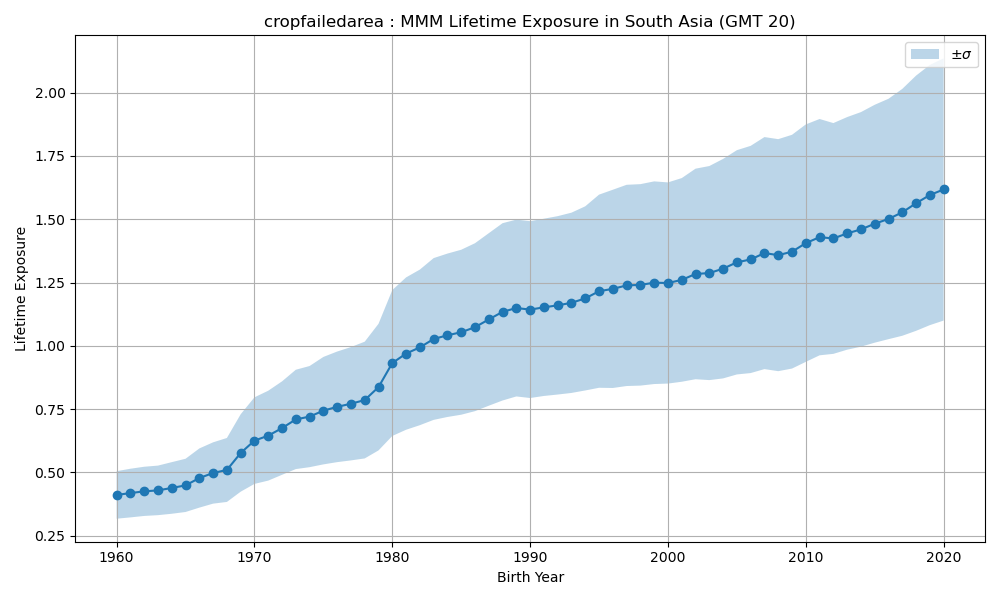 cropfailedarea : MMM Lifetime Exposure in South Asia (GMT 20)
±σ
Lifetime Exposure
2.00
1.75
1.50
1.25
1.00
0.75
0.50
0.25
1960 1970 1980 1990 2000 2010 2020
Birth Year